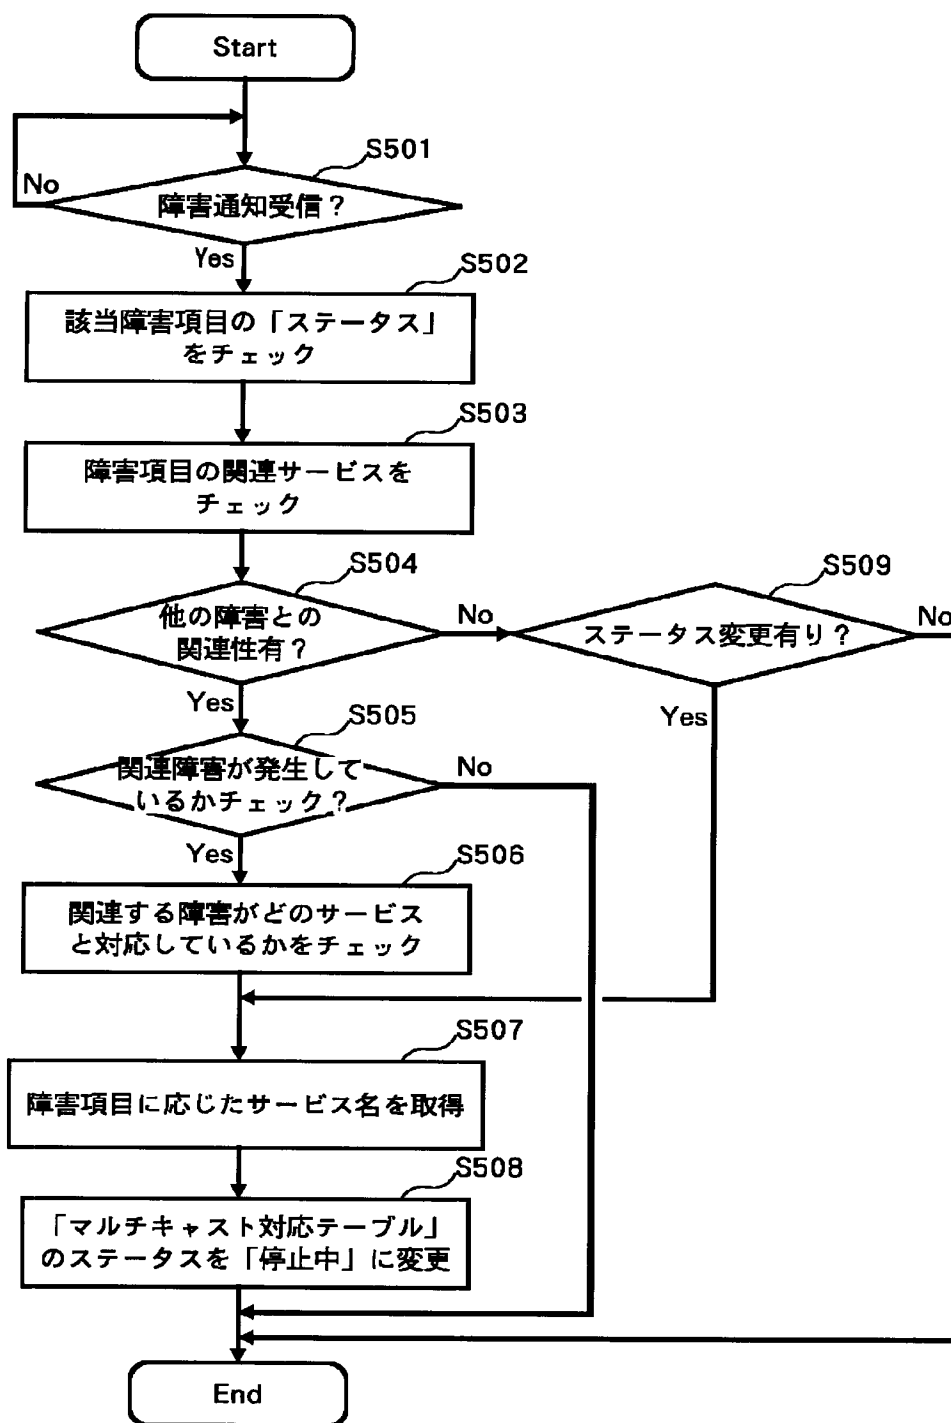 Start
S501
No
障害通知受信？
Yes
S502
該当障害項目の「ステータス」
をチェック
S503
障害項目の関連サービスを
チェック
S504
他の障害との
関連性有？
No
S509
ステータス変更有り？
No
Yes
Yes
S505
関連障害が発生して
いるかチェック？
No
Yes
S506
関連する障害がどのサービス
と対応しているかをチェック
S507
障害項目に応じたサービス名を取得
S508
「マルチキャスト対応テーブル」
のステータスを「停止中」に変更
End